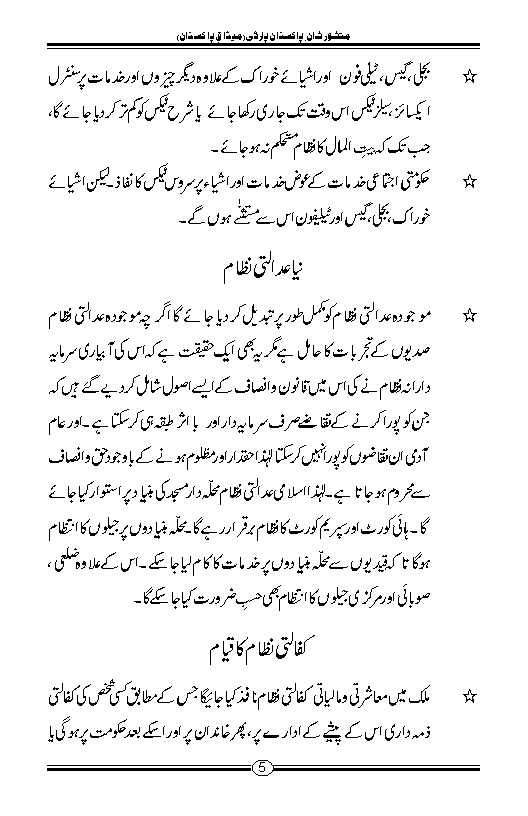 منشور شانِ پاکستان پارٹی (میثاقِ پاکستان)
☆ بجلی، گیس، ٹیلی فون اور اشیائے خوراک کے علاوہ دیگر چیزوں اور خدمات پر سنٹرل
ایکسائز، سیلز ٹیکس اس وقت تک جاری رکھا جائے یا شرح ٹیکس کو کم تر کر دیا جائے گا،
جب تک کہ بیت المال کا نظام مستحکم نہ ہو جائے ۔
☆ حکومتی اجتماعی خدمات کے عوض خدمات اور اشیاء پر سروس ٹیکس کا نفاذ۔لیکن اشیائے
خوراک، بجلی، گیس اور ٹیلیفون اس سے مستثنےٰ ہوں گے۔
نیا عدالتی نظام
☆ موجودہ عدالتی نظام کو مکمل طور پر تبدیل کر دیا جائے گا اگر چہ موجودہ عدالتی نظام
صدیوں کے تجربات کا حامل ہے مگر یہ بھی ایک حقیقت ہے کہ اس کی آبیاری سرمایہ
دارانہ نظام نے کی اس میں قانون و انصاف کے ایسے اصول شامل کر دیے گئے ہیں کہ
جن کو پورا کرنے کے تقاضے صرف سرمایہ دار اور با اثر طبقہ ہی کر سکتا ہے ۔اور عام
آدمی ان تقاضوں کو پورا نہیں کر سکتا لہٰذا حقدار اور مظلوم ہونے کے باوجود حق و انصاف
سے محروم ہو جاتا ہے۔لہٰذا اسلامی عدالتی نظام محلّہ دار مسجد کی بنیاد پر استوار کیا جائے
گا ۔ ہائی کورٹ اور سپریم کورٹ کا نظام برقرار رہے گا۔محلّہ بنیادوں پر جیلوں کا انتظام
ہوگا تا کہ قیدیوں سے محلّہ بنیادوں پر خدمات کا کام لیا جا سکے ۔اس کے علاوہ ضلعی ،
صوبائی اور مرکزی جیلوں کا انتظام بھی حسبِ ضرورت کیا جا سکے گا ۔
کفالتی نظام کا قیام
☆ ملک میں معاشرتی و مالیاتی کفالتی نظام نافذ کیا جائیگا جس کے مطابق کسی شخص کی کفالتی
ذمہ داری اس کے پیشے کے ادارے پر، پھر خاندان پر اور اسکے بعد حکومت پر ہو گی یا
5